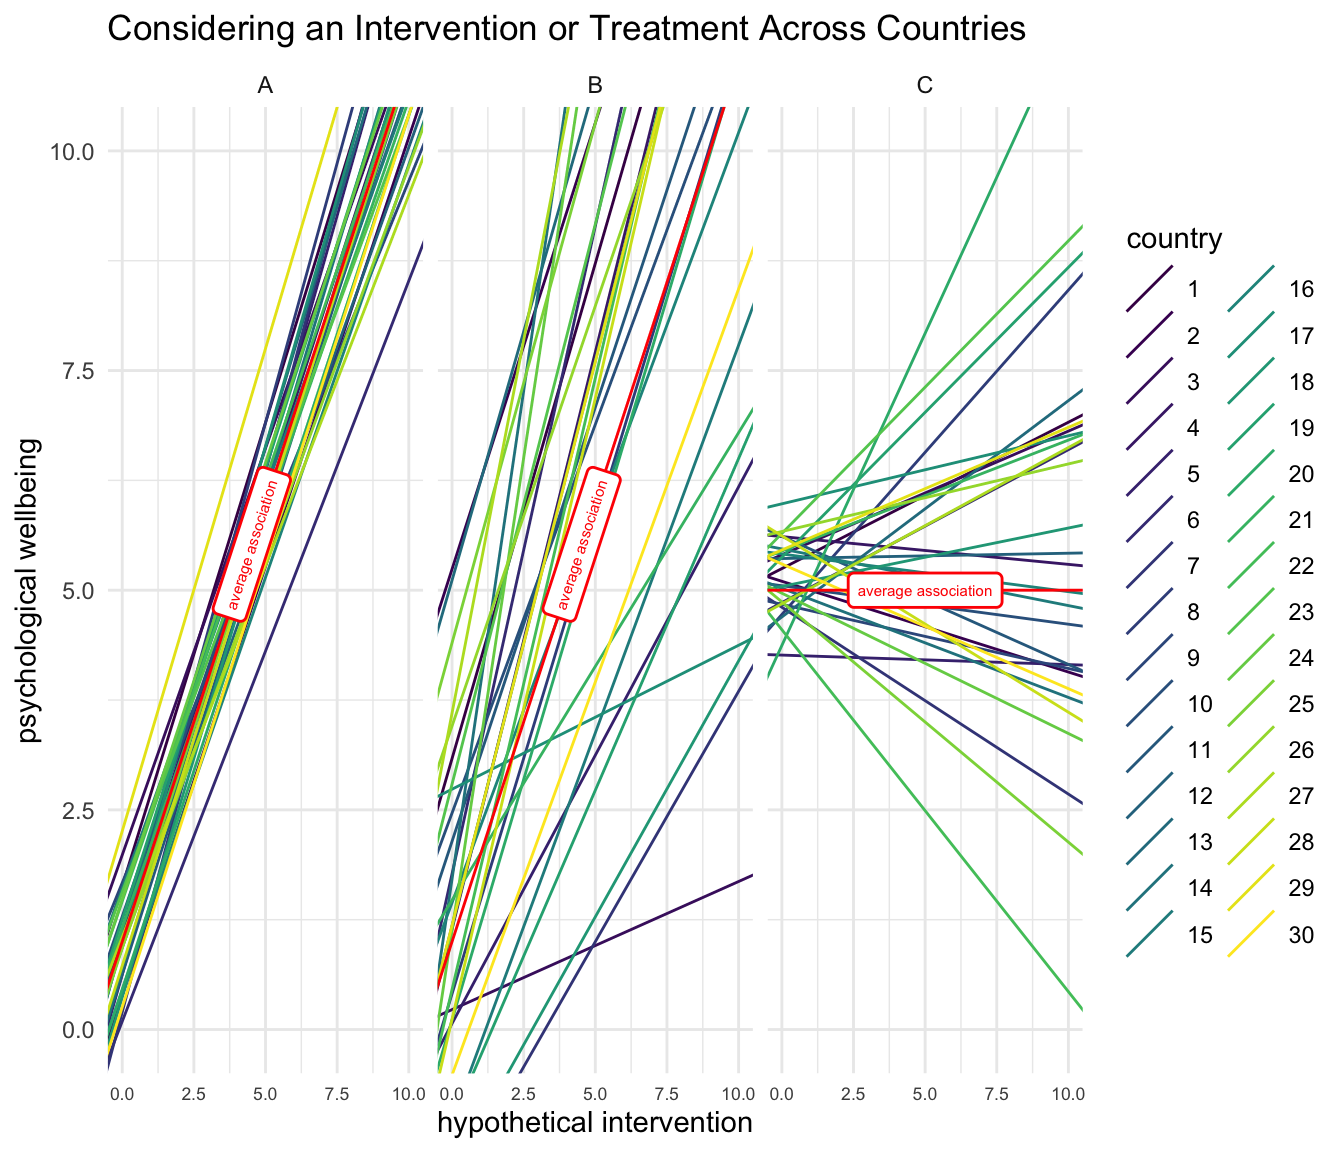 Considering an Intervention or Treatment Across Countries
A B C
10.0
7.5
5.0
2.5
0.0
psychological wellbeing
average association
average association
average association
0.0 2.5 5.0 7.5 10.0 0.0 2.5 5.0 7.5 10.0 0.0 2.5 5.0 7.5 10.0
hypothetical intervention
country
1 16
2 17
3 18
4 19
5 20
6 21
7 22
8 23
9 24
10 25
11 26
12 27
13 28
14 29
15 30